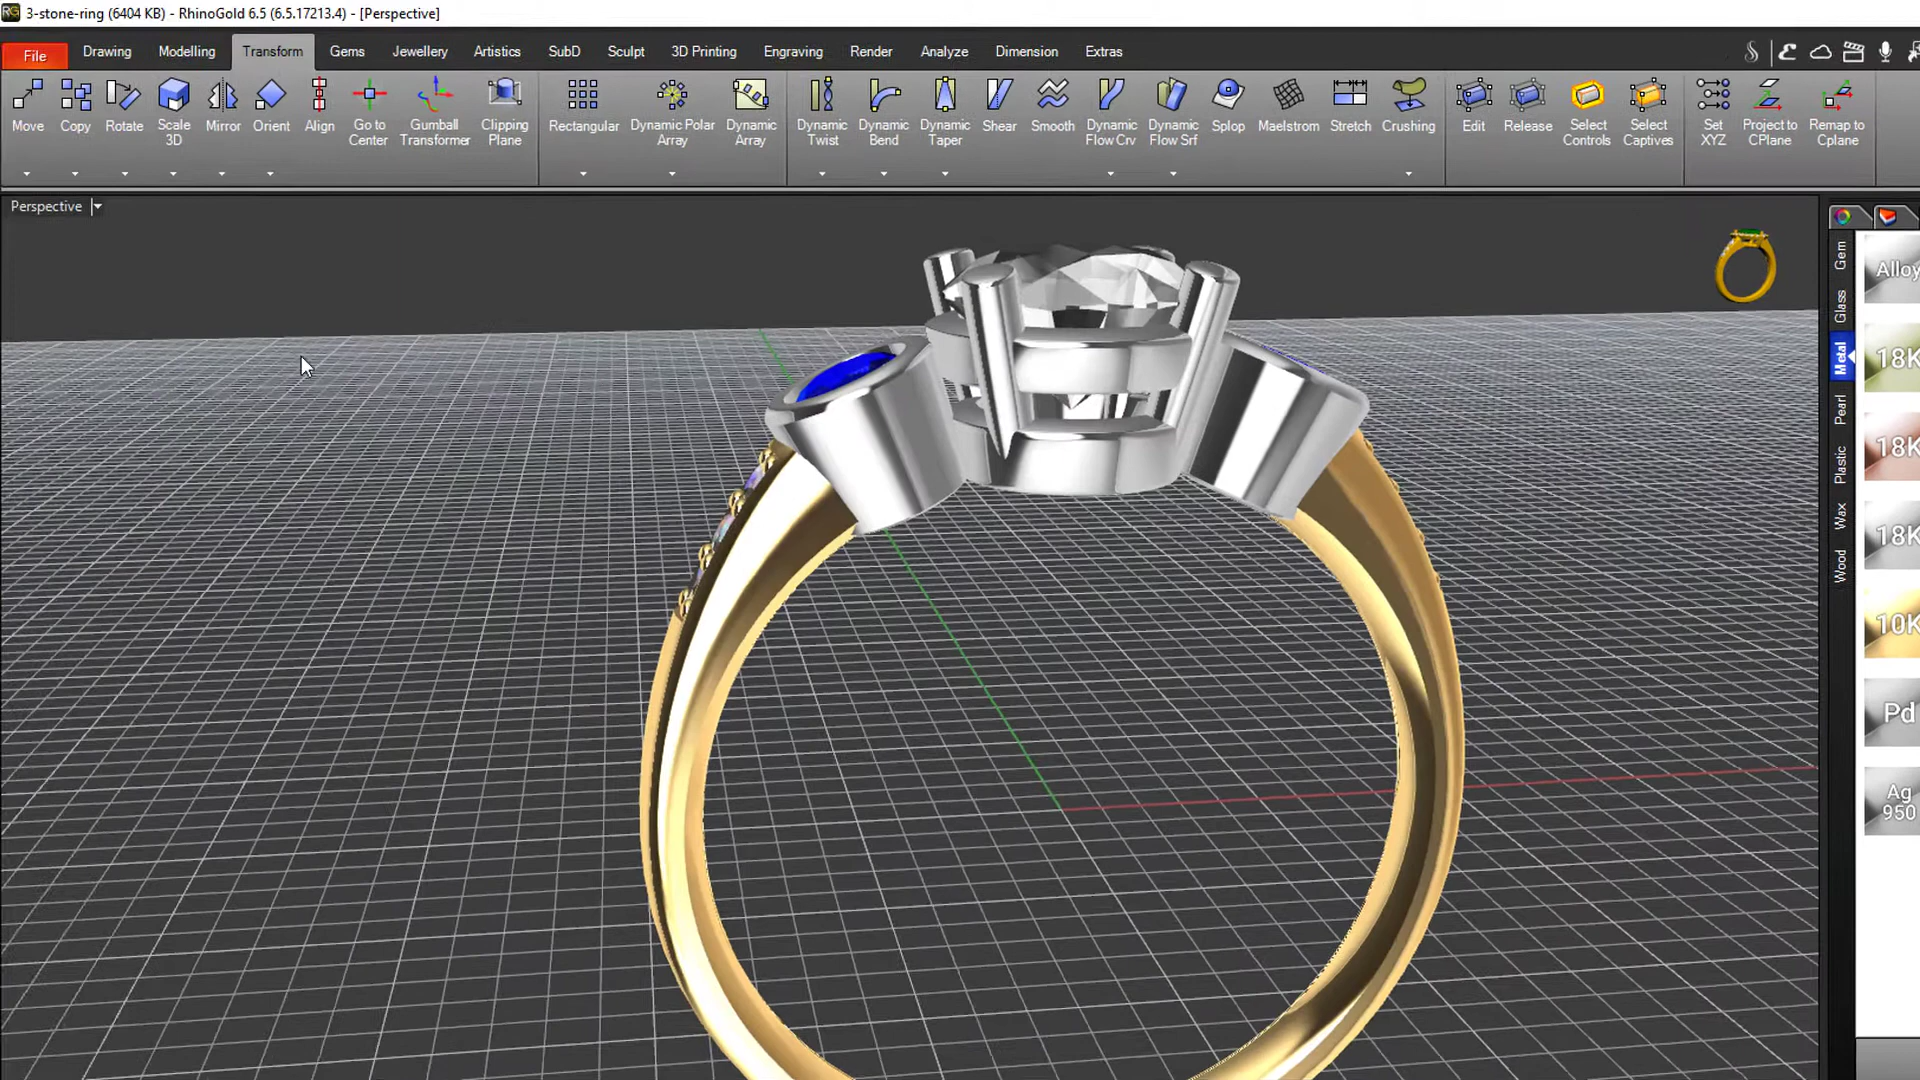 3-stone-ring (6404 KB) - RhinoGold 6.5 (6.5.17213.4) - [Perspective]
File Drawing Modelling Transform Gems Jewellery Artistics SubD Sculpt 3D Printing Engraving Render Analyze Dimension Extras
Move Copy Rotate Scale 3D Mirror Orient Align Go to Center Gumball Transformer Clipping Plane Rectangular Dynamic Polar Array Dynamic Array Dynamic Twist Dynamic Bend Dynamic Taper Shear Smooth Dynamic Flow Crv Dynamic Flow Srf Splop Maelstrom Stretch Crushing Edit Release Select Controls Select Captives Set XYZ Project to CPlane Remap to Cplane
Perspective
Gem
Glass
Metal
Pearl
Plastic
Wax
Wood
Alloy
18K
18K
18K
10K
Pd
Ag
950